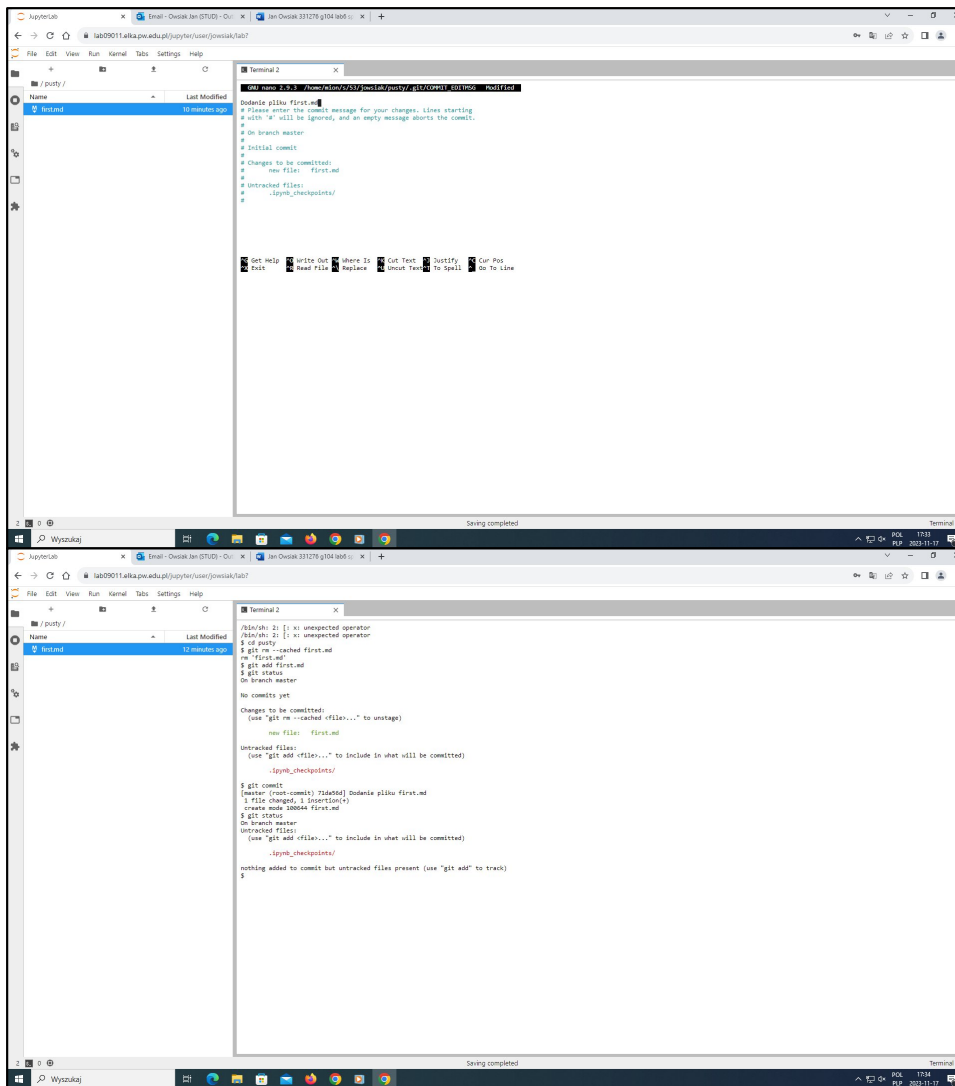 JupyterLab
Email - Owsiak Jan (STUD) - Out
Jan Owsiak 331276 g104 lab6 sp
lab09011.elka.pw.edu.pl/jupyter/user/jowsiak/lab?
File Edit View Run Kernel Tabs Settings Help
/ pusty /
Name Last Modified
first.md 10 minutes ago
Terminal 2
GNU nano 2.9.3 /home/mion/s/53/jowsiak/pusty/.git/COMMIT_EDITMSG Modified
Dodanie pliku first.md
# Please enter the commit message for your changes. Lines starting
# with '#' will be ignored, and an empty message aborts the commit.
#
# On branch master
#
# Initial commit
#
# Changes to be committed:
# new file: first.md
#
# Untracked files:
# .ipynb_checkpoints/
#
^G Get Help ^O Write Out ^W Where Is ^K Cut Text ^J Justify ^C Cur Pos
^X Exit ^R Read File ^\ Replace ^U Uncut Text ^T To Spell ^_ Go To Line
2 0
Saving completed
Terminal
Wyszukaj
POL 17:33
PLP 2023-11-17
JupyterLab
Email - Owsiak Jan (STUD) - Out
Jan Owsiak 331276 g104 lab6 sp
lab09011.elka.pw.edu.pl/jupyter/user/jowsiak/lab?
File Edit View Run Kernel Tabs Settings Help
/ pusty /
Name Last Modified
first.md 12 minutes ago
Terminal 2
/bin/sh: 2: [: x: unexpected operator
/bin/sh: 2: [: x: unexpected operator
$ cd pusty
$ git rm --cached first.md
rm 'first.md'
$ git add first.md
$ git status
On branch master
No commits yet
Changes to be committed:
(use "git rm --cached <file>..." to unstage)
new file: first.md
Untracked files:
(use "git add <file>..." to include in what will be committed)
.ipynb_checkpoints/
$ git commit
[master (root-commit) 71da56d] Dodanie pliku first.md
1 file changed, 1 insertion(+)
create mode 100644 first.md
$ git status
On branch master
Untracked files:
(use "git add <file>..." to include in what will be committed)
.ipynb_checkpoints/
nothing added to commit but untracked files present (use "git add" to track)
$
2 0
Saving completed
Terminal
Wyszukaj
POL 17:34
PLP 2023-11-17